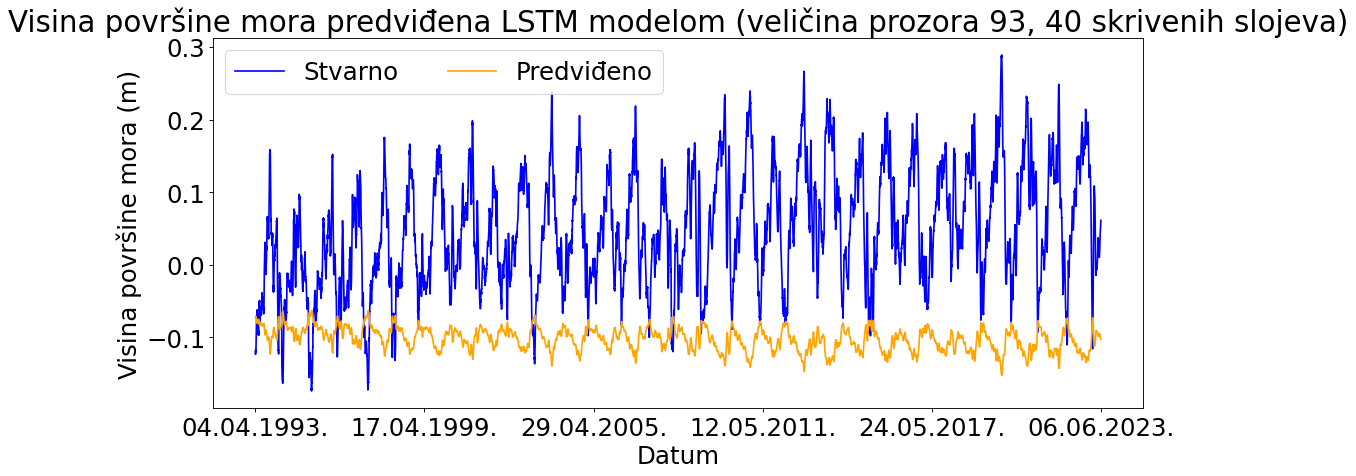 Visina površine mora predviđena LSTM modelom (veličina prozora 93, 40 skrivenih slojeva)
Stvarno Predviđeno
Visina površine mora (m)
0.3
0.2
0.1
0.0
−0.1
04.04.1993. 17.04.1999. 29.04.2005. 12.05.2011. 24.05.2017. 06.06.2023.
Datum